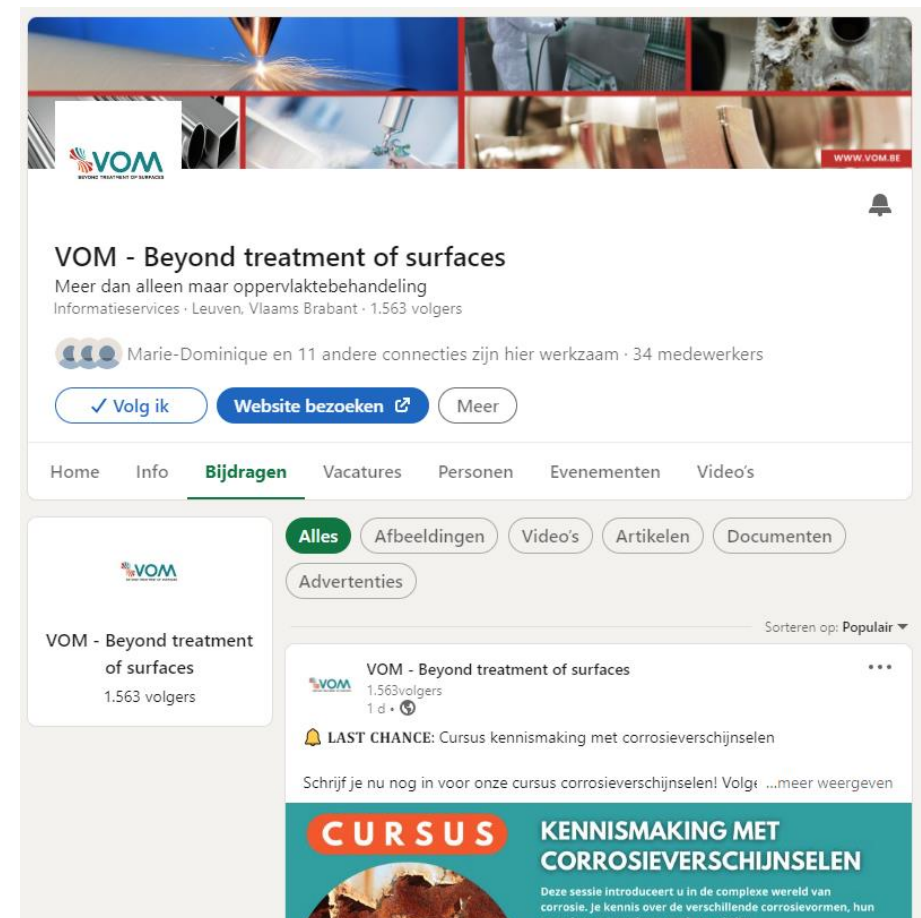 WWW.VOM.BE
VOM
BEYOND TREATMENT OF SURFACES
VOM - Beyond treatment of surfaces
Meer dan alleen maar oppervlaktebehandeling
Informatieservices · Leuven, Vlaams Brabant · 1.563 volgers
Marie-Dominique en 11 andere connecties zijn hier werkzaam · 34 medewerkers
✓ Volg ik Website bezoeken Meer
Home Info Bijdragen Vacatures Personen Evenementen Video's
Alles Afbeeldingen Video's Artikelen Documenten
Advertenties
VOM
BEYOND TREATMENT OF SURFACES
VOM - Beyond treatment
of surfaces
1.563 volgers
Sorteren op: Populair
VOM
VOM - Beyond treatment of surfaces
1.563volgers
1 d •
🔔 LAST CHANCE: Cursus kennismaking met corrosieverschijnselen
Schrijf je nu nog in voor onze cursus corrosieverschijnselen! Volg ...meer weergeven
CURSUS
KENNISMAKING MET
CORROSIEVERSCHIJNSELEN
Deze sessie introduceert u in de complexe wereld van
corrosie. Je kennis over de verschillende corrosievormen, hun